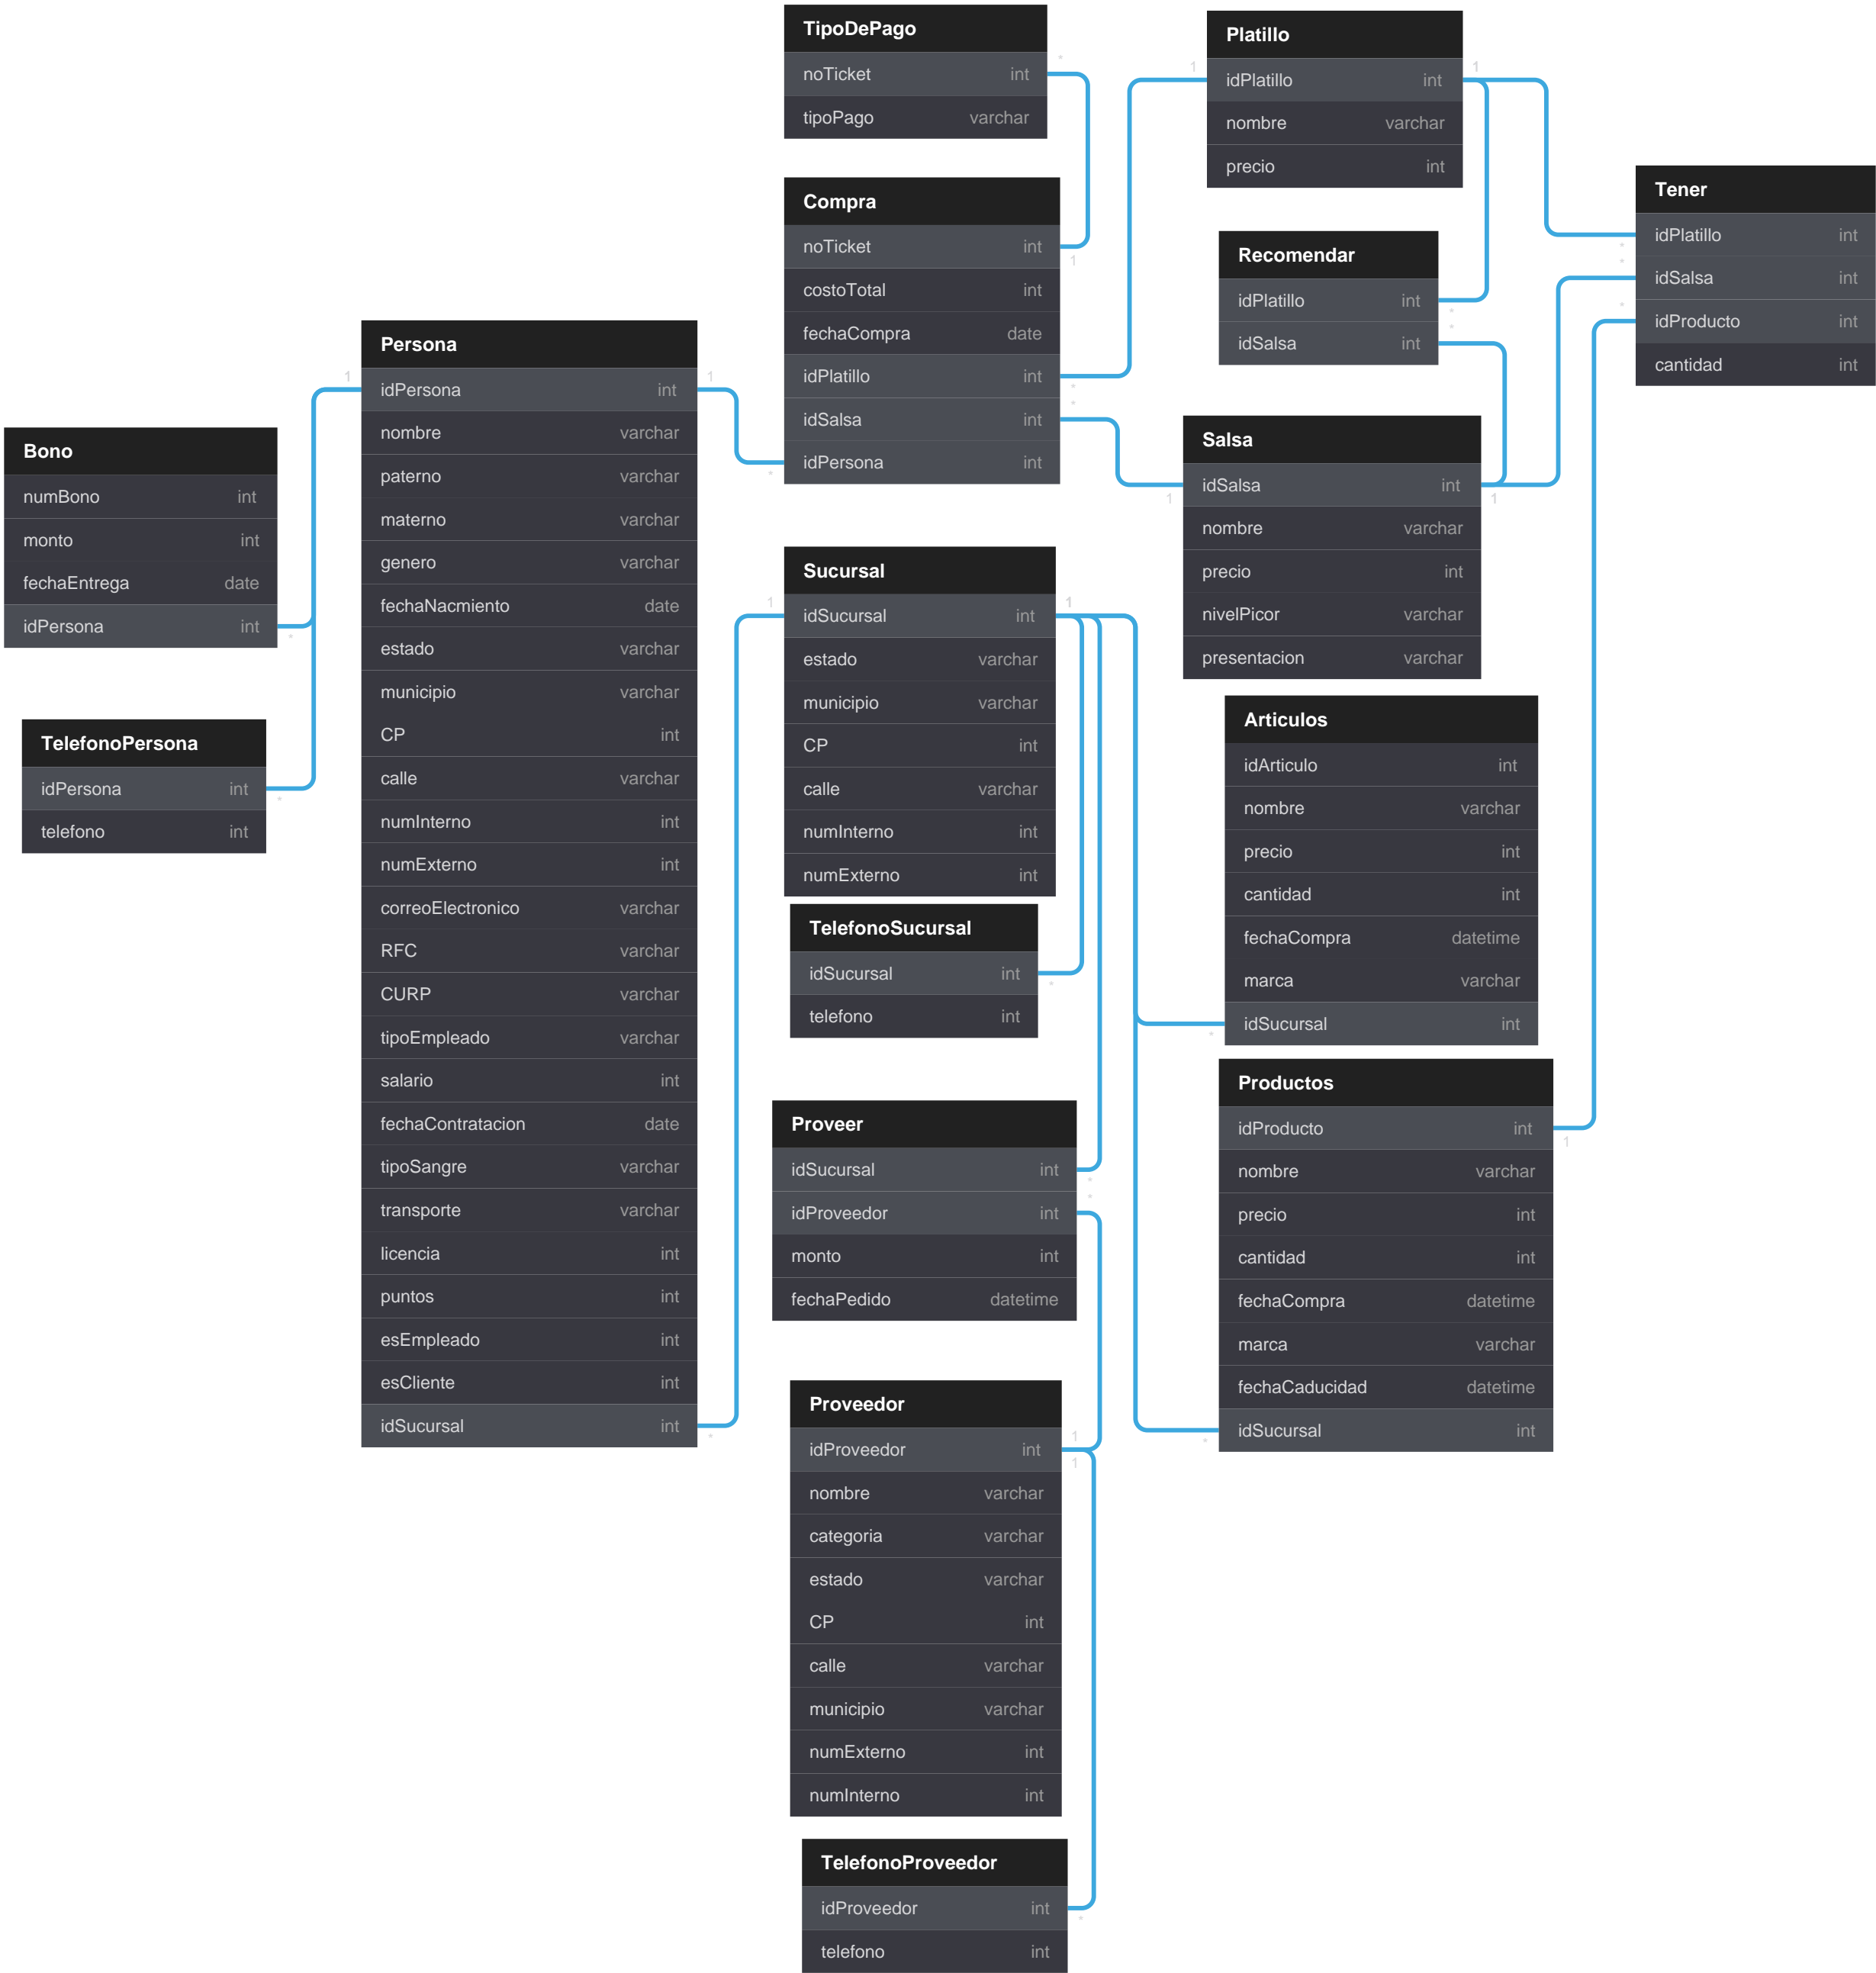 TipoDePago
noTicket int
tipoPago varchar
Compra
noTicket int
costoTotal int
fechaCompra date
idPlatillo int
idSalsa int
idPersona int
Platillo
idPlatillo int
nombre varchar
precio int
Recomendar
idPlatillo int
idSalsa int
Tener
idPlatillo int
idSalsa int
idProducto int
cantidad int
Persona
idPersona int
nombre varchar
paterno varchar
materno varchar
genero varchar
fechaNacmiento date
estado varchar
municipio varchar
CP int
calle varchar
numInterno int
numExterno int
correoElectronico varchar
RFC varchar
CURP varchar
tipoEmpleado varchar
salario int
fechaContratacion date
tipoSangre varchar
transporte varchar
licencia int
puntos int
esEmpleado int
esCliente int
idSucursal int
Bono
numBono int
monto int
fechaEntrega date
idPersona int
TelefonoPersona
idPersona int
telefono int
Salsa
idSalsa int
nombre varchar
precio int
nivelPicor varchar
presentacion varchar
Sucursal
idSucursal int
estado varchar
municipio varchar
CP int
calle varchar
numInterno int
numExterno int
TelefonoSucursal
idSucursal int
telefono int
Articulos
idArticulo int
nombre varchar
precio int
cantidad int
fechaCompra datetime
marca varchar
idSucursal int
Productos
idProducto int
nombre varchar
precio int
cantidad int
fechaCompra datetime
marca varchar
fechaCaducidad datetime
idSucursal int
Proveer
idSucursal int
idProveedor int
monto int
fechaPedido datetime
Proveedor
idProveedor int
nombre varchar
categoria varchar
estado varchar
CP int
calle varchar
municipio varchar
numExterno int
numInterno int
TelefonoProveedor
idProveedor int
telefono int
1
*
1
*
1
*
1
*
1
*
1
*
1
*
1
*
1
*
1
*